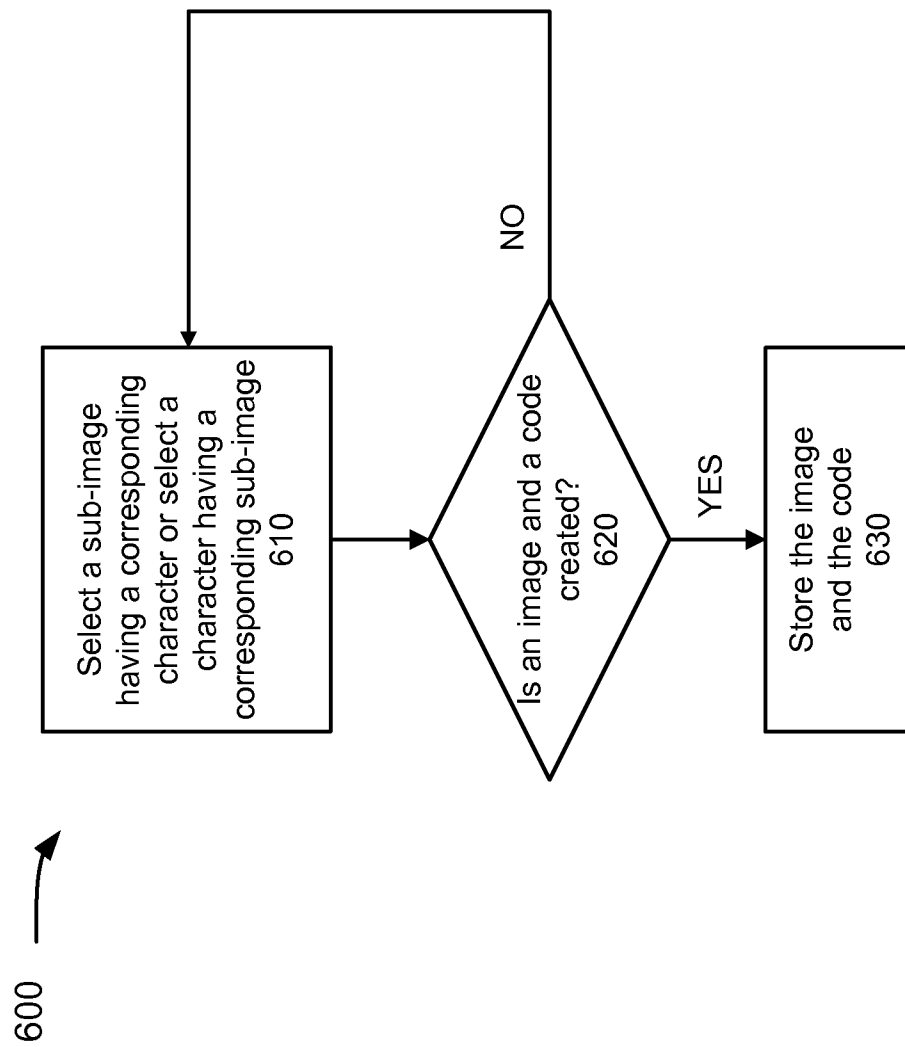 600
Select a sub-image
having a corresponding
character or select a
character having a
corresponding sub-image
610
NO
Is an image and a code
created?
620
YES
Store the image
and the code
630